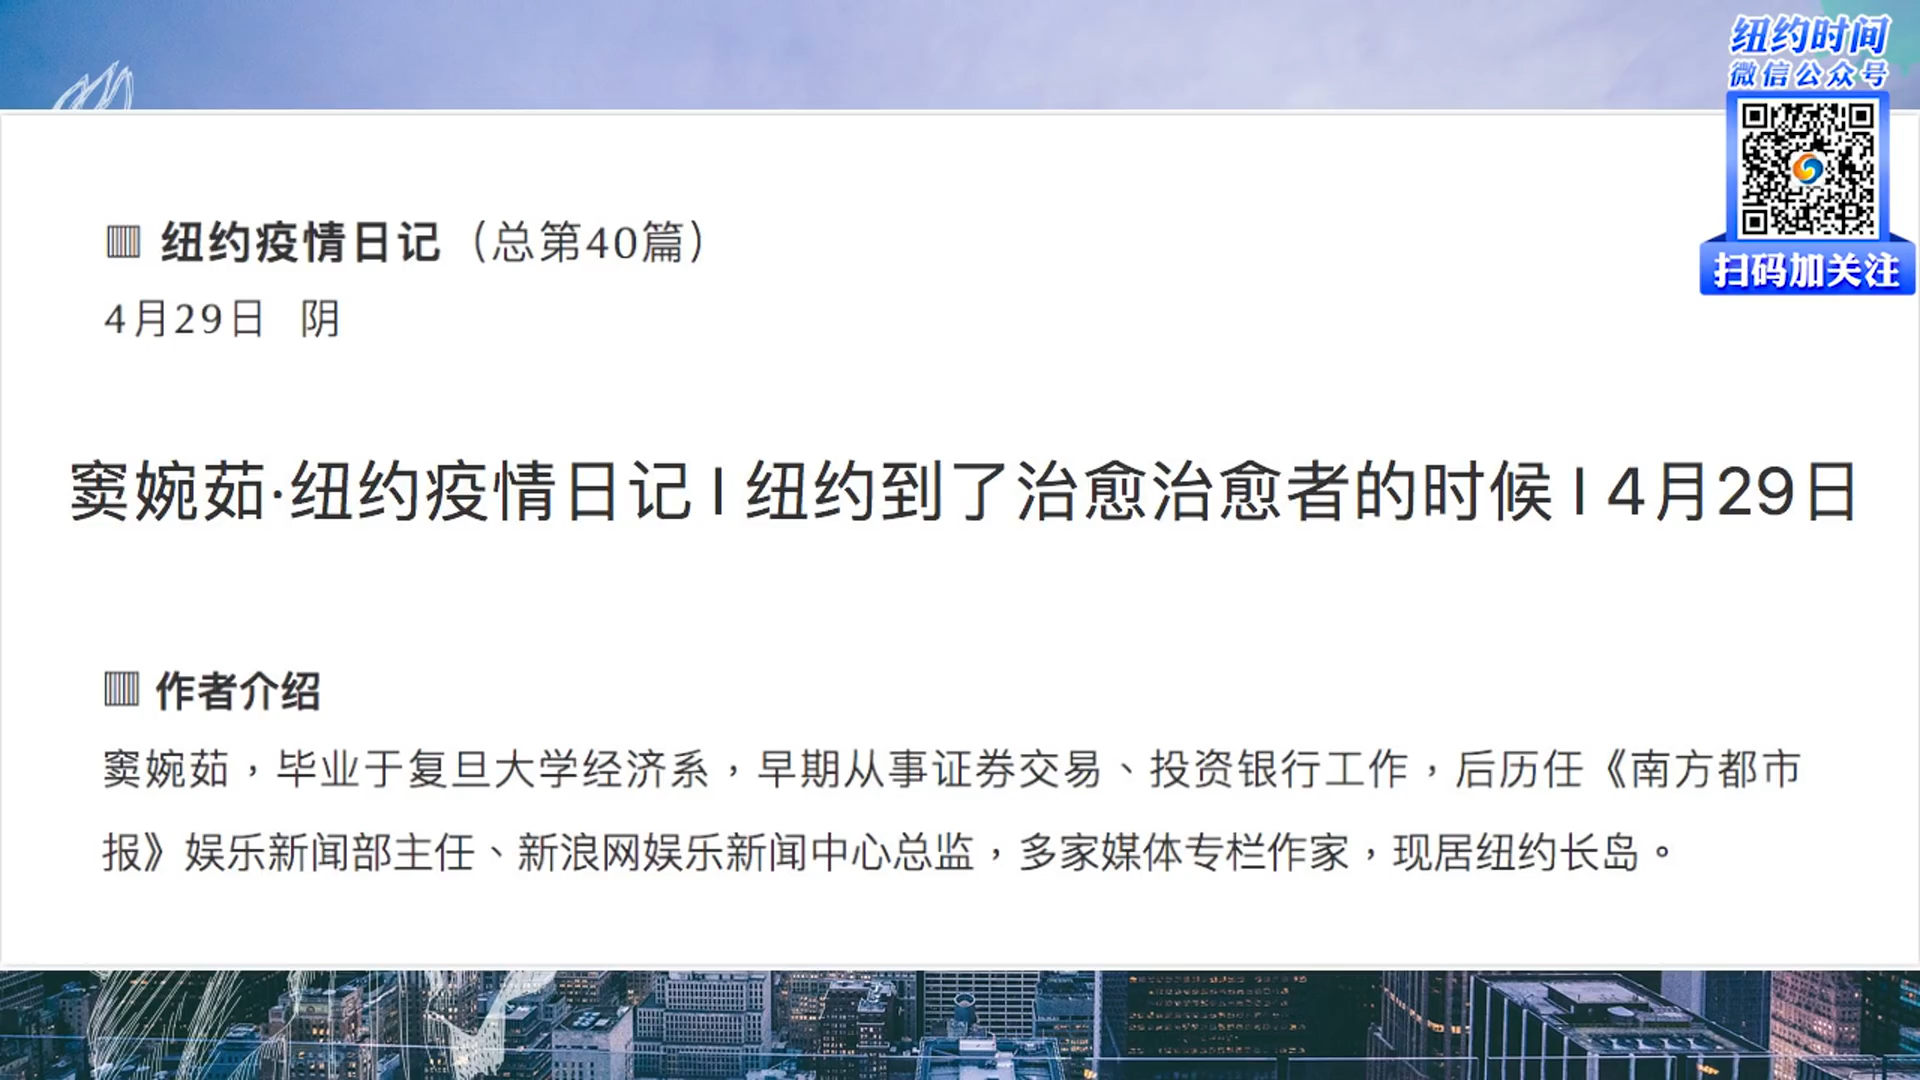 纽约时间
微信公众号
扫码加关注
纽约疫情日记（总第40篇）
4月29日 阴
窦婉茹·纽约疫情日记 I 纽约到了治愈治愈者的时候 I 4月29日
作者介绍
窦婉茹，毕业于复旦大学经济系，早期从事证券交易、投资银行工作，后历任《南方都市
报》娱乐新闻部主任、新浪网娱乐新闻中心总监，多家媒体专栏作家，现居纽约长岛。